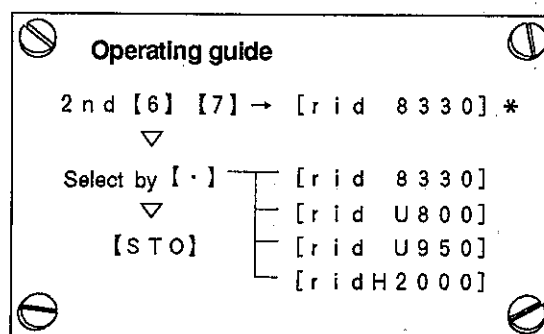 Operating guide
2nd【6】【7】→ [rid 8330] *
▽
Select by【・】 [rid 8330]
▽ [rid U800]
【STO】 [rid U950]
[ridH2000]